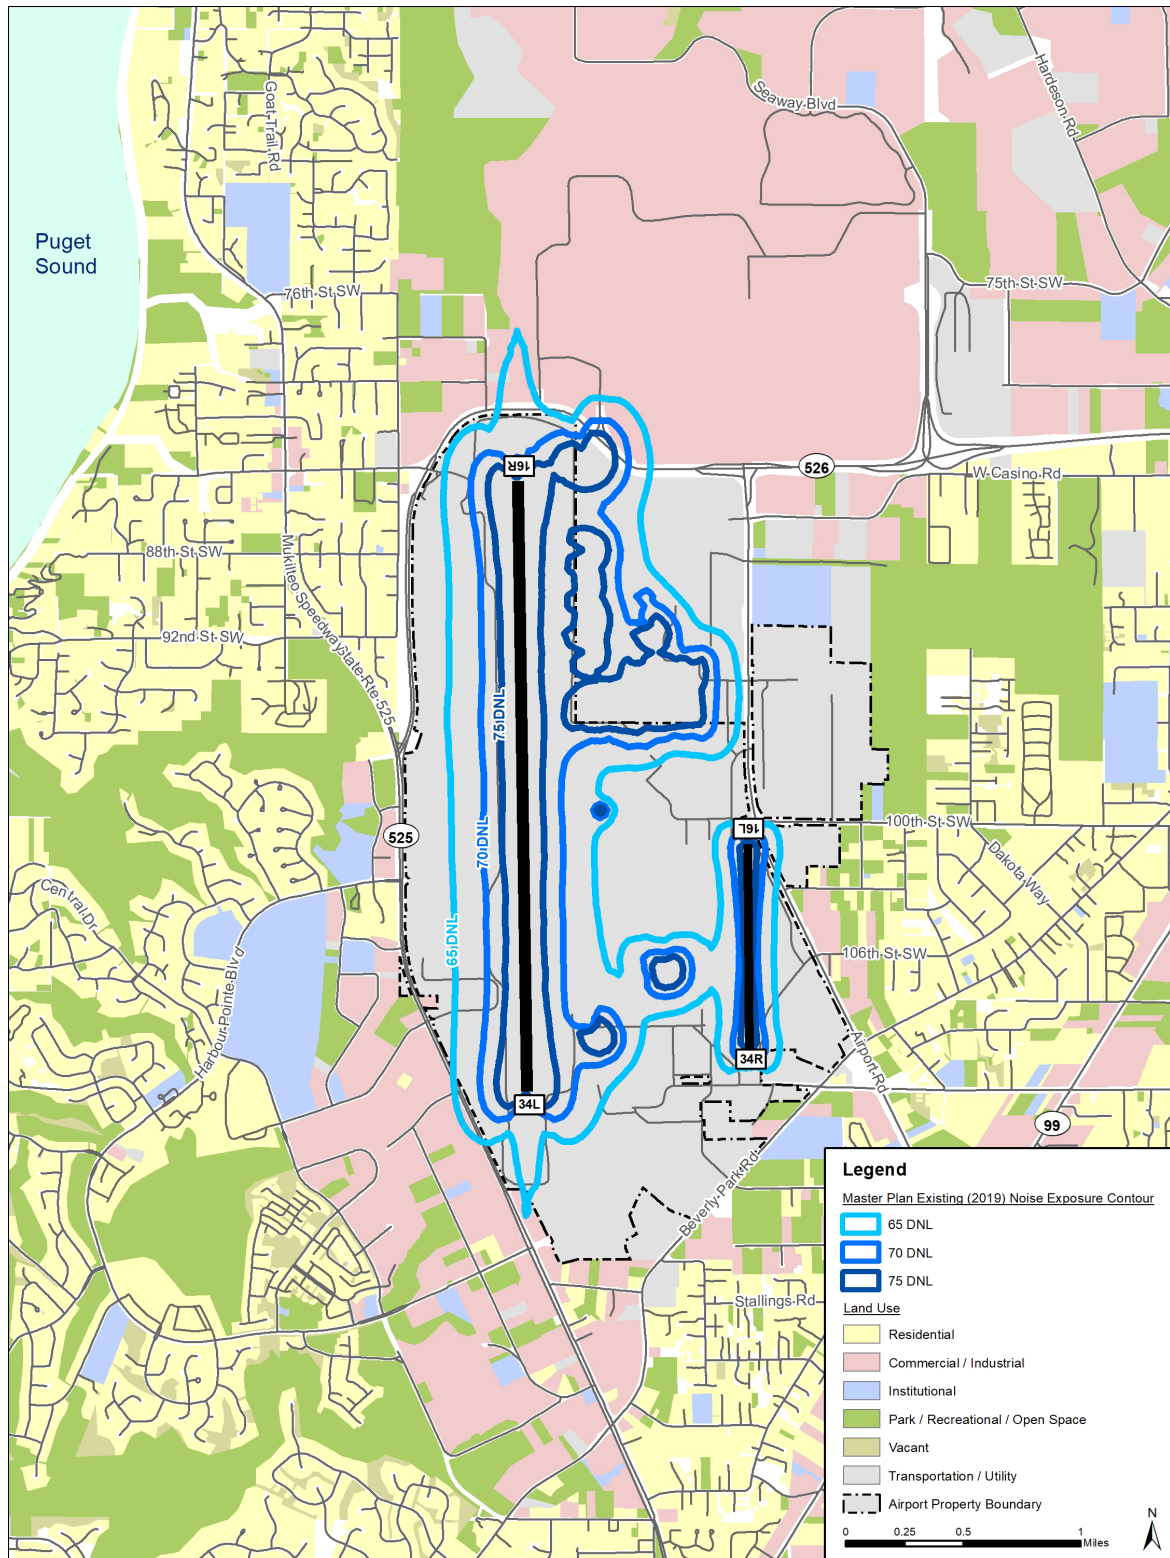 Goat Trail Rd
Seaway Blvd
Hardeson Rd
Puget
Sound
76th St SW
75th St SW
16R
526
W Casino Rd
88th St SW
Mukilteo Speedway
State Rte 525
92nd St SW
75 DNL
70 DNL
65 DNL
525
16L
100th St SW
Dakota Way
Central Dr
106th St SW
Harbour Pointe Blvd
34R
Airport Rd
34L
99
Beverly Park Rd
Stallings Rd
Legend
Master Plan Existing (2019) Noise Exposure Contour
65 DNL
70 DNL
75 DNL
Land Use
Residential
Commercial / Industrial
Institutional
Park / Recreational / Open Space
Vacant
Transportation / Utility
Airport Property Boundary
N
0 0.25 0.5 1
Miles